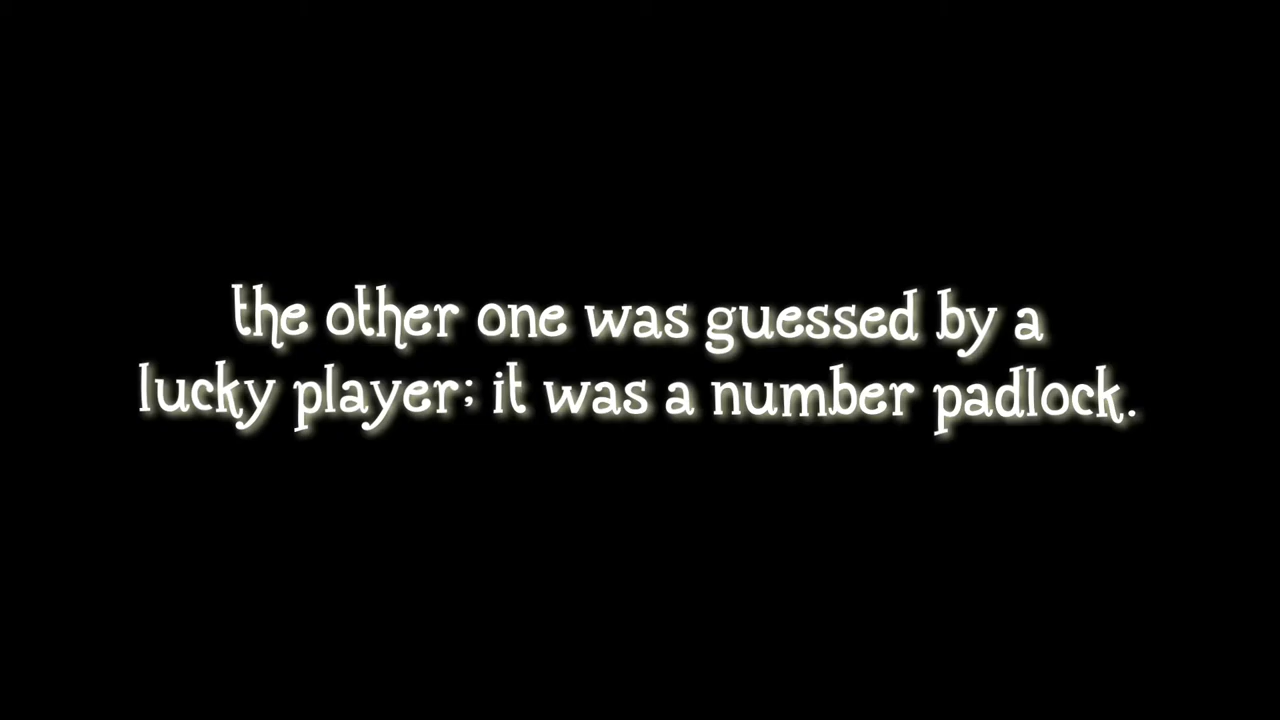 the other one was guessed by a
lucky player; it was a number padlock.